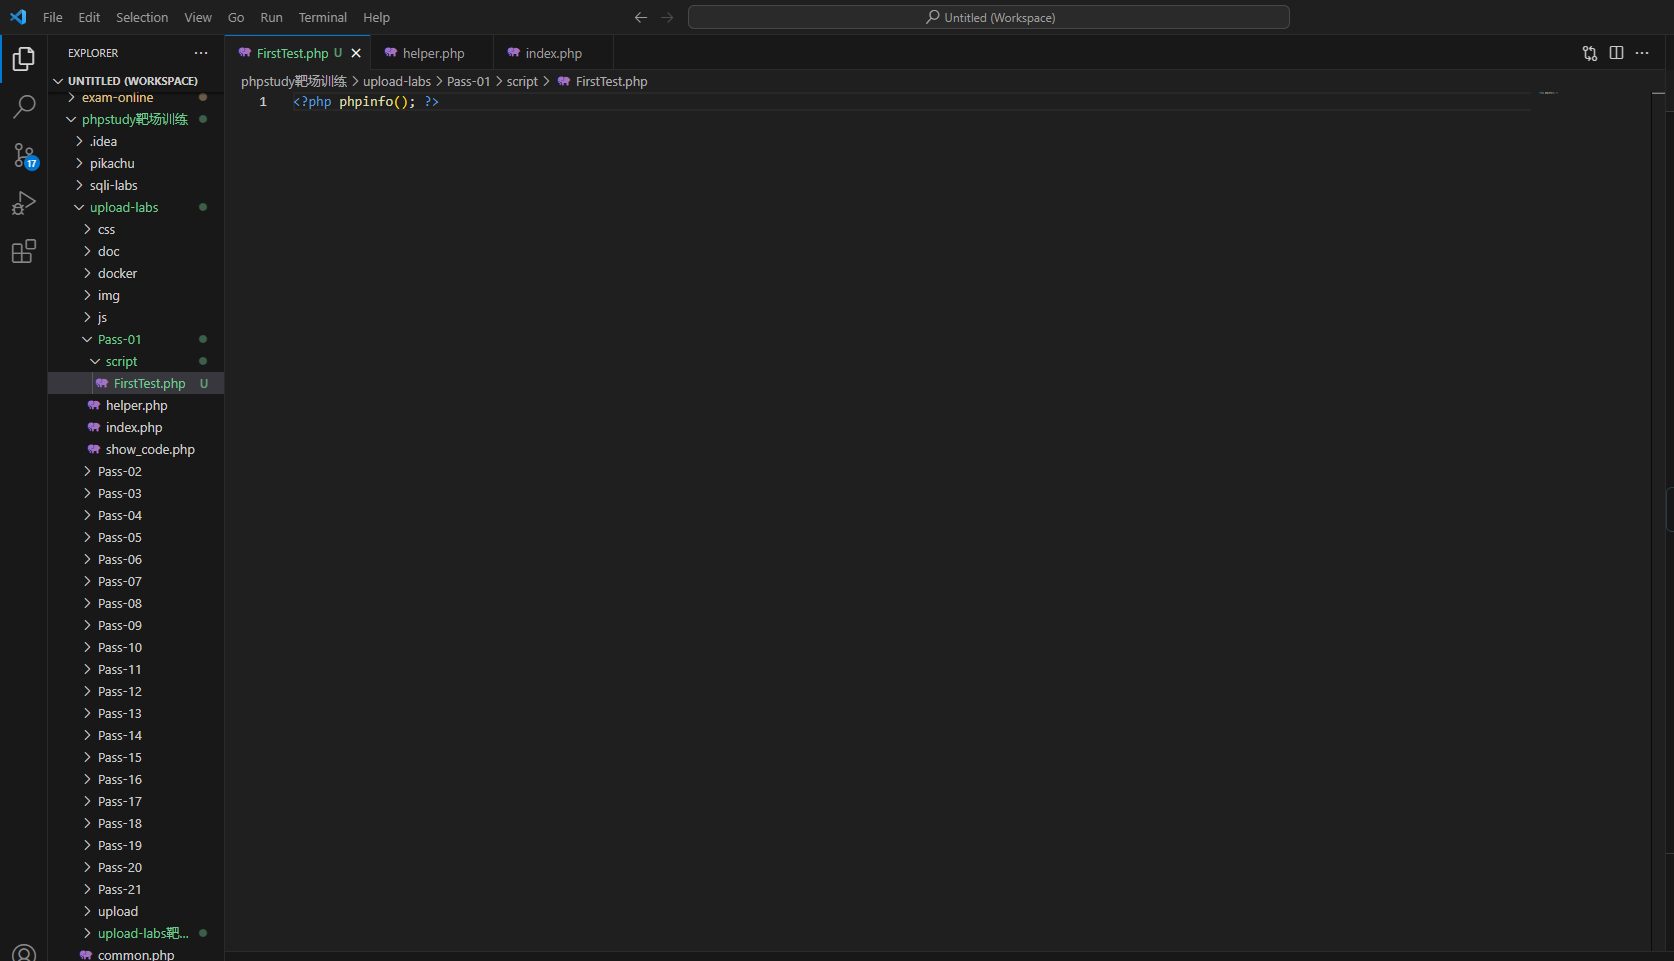 File Edit Selection View Go Run Terminal Help
Untitled (Workspace)
EXPLORER
FirstTest.php U
helper.php
index.php
UNTITLED (WORKSPACE)
phpstudy靶场训练 > upload-labs > Pass-01 > script > FirstTest.php
1 <?php phpinfo(); ?>
exam-online
phpstudy靶场训练
.idea
17
pikachu
sqli-labs
upload-labs
css
doc
docker
img
js
Pass-01
script
FirstTest.php U
helper.php
index.php
show_code.php
Pass-02
Pass-03
Pass-04
Pass-05
Pass-06
Pass-07
Pass-08
Pass-09
Pass-10
Pass-11
Pass-12
Pass-13
Pass-14
Pass-15
Pass-16
Pass-17
Pass-18
Pass-19
Pass-20
Pass-21
upload
upload-labs靶...
common.php